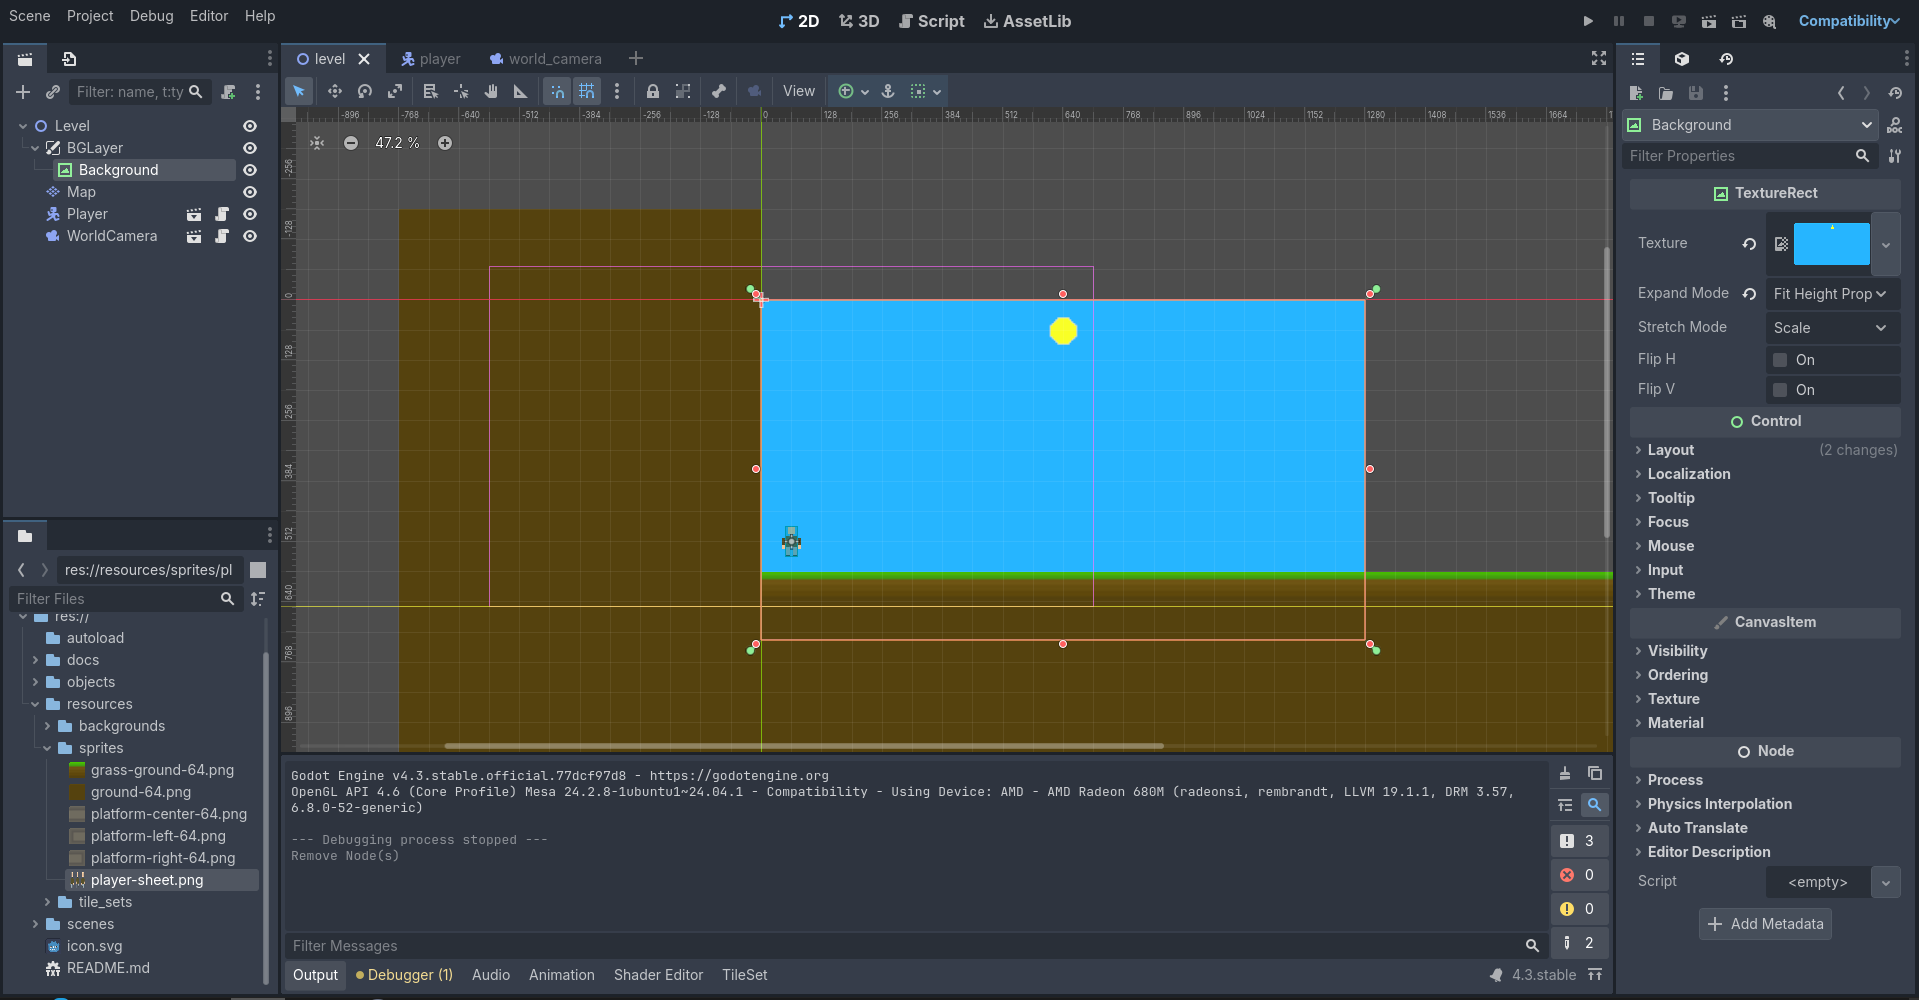 Scene Project Debug Editor Help
2D 3D Script AssetLib
Compatibility
level player world_camera
Filter: name, t:ty
View
Level
BGLayer
Background
Map
Player
WorldCamera
-896 -768 -640 -512 -384 -256 -128 0 128 256 384 512 640 768 896 1024 1152 1280 1408 1536 1664
47.2 %
-256
-128
0
128
256
384
512
640
768
896
res://resources/sprites/pl
Filter Files
res://
autoload
docs
objects
resources
backgrounds
sprites
grass-ground-64.png
ground-64.png
platform-center-64.png
platform-left-64.png
platform-right-64.png
player-sheet.png
tile_sets
scenes
icon.svg
README.md
Godot Engine v4.3.stable.official.77dcf97d8 - https://godotengine.org
OpenGL API 4.6 (Core Profile) Mesa 24.2.8-1ubuntu1~24.04.1 - Compatibility - Using Device: AMD - AMD Radeon 680M (radeonsi, rembrandt, LLVM 19.1.1, DRM 3.57,
6.8.0-52-generic)
--- Debugging process stopped ---
Remove Node(s)
3
0
0
2
Filter Messages
Output Debugger (1) Audio Animation Shader Editor TileSet
4.3.stable
Background
Filter Properties
TextureRect
Texture
Expand Mode Fit Height Prop
Stretch Mode Scale
Flip H On
Flip V On
Control
Layout (2 changes)
Localization
Tooltip
Focus
Mouse
Input
Theme
CanvasItem
Visibility
Ordering
Texture
Material
Node
Process
Physics Interpolation
Auto Translate
Editor Description
Script <empty>
Add Metadata